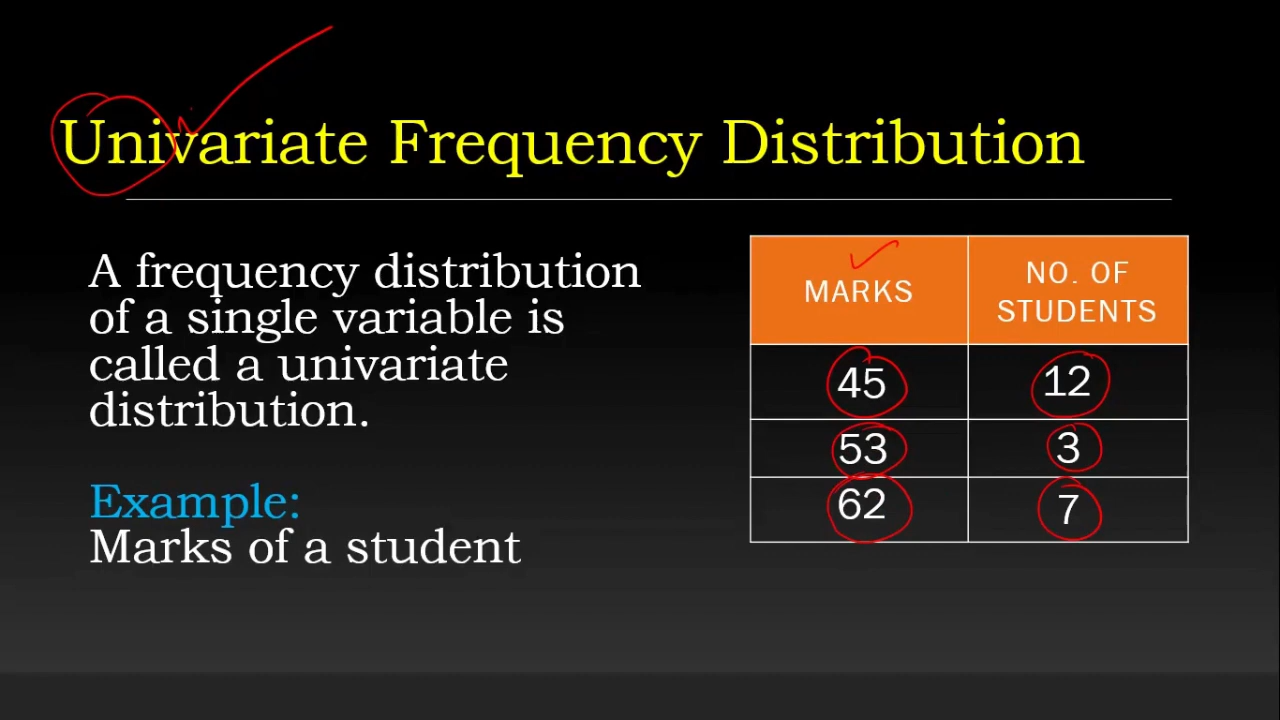 Univariate Frequency Distribution
A frequency distribution
of a single variable is
called a univariate
distribution.
Example:
Marks of a student
MARKS
NO. OF
STUDENTS
45 12
53 3
62 7